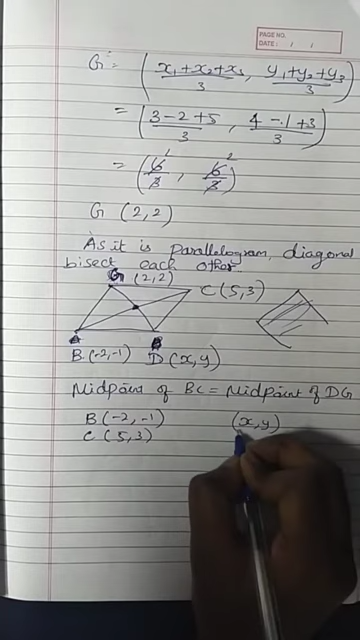 PAGE NO.
DATE: / /
G = (x₁+x₂+x₃/3, y₁+y₂+y₃/3)
= (3-2+5/3, 4-1+3/3)
= (6/3, 6/3) 1 2
G (2,2)
As it is parallelogram, diagonal
bisect each other
G (2,2)
C (5,3)
B (-2,-1) D (x,y)
Midpoint of BC = Midpoint of DG
B (-2,-1) (x,y)
C (5,3)